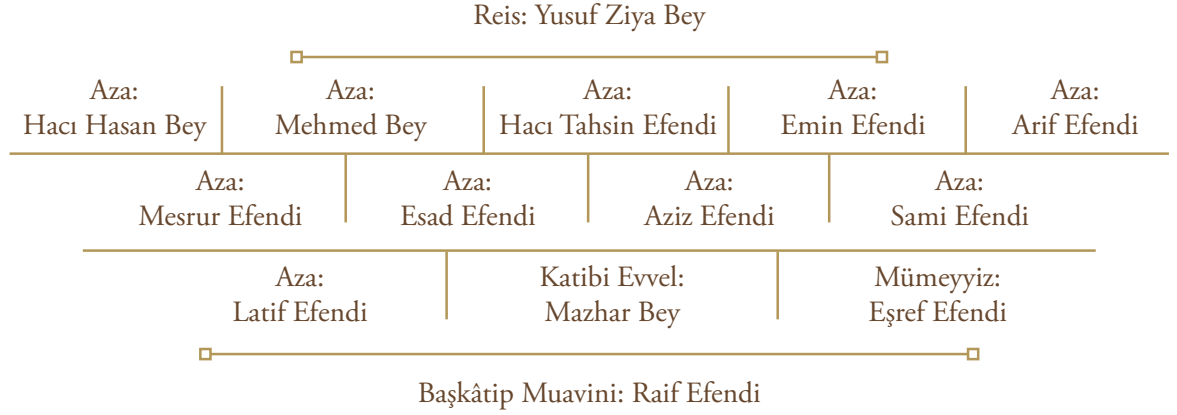 Reis: Yusuf Ziya Bey
Aza:
Hacı Hasan Bey
Aza:
Mehmed Bey
Aza:
Hacı Tahsin Efendi
Aza:
Emin Efendi
Aza:
Arif Efendi
Aza:
Mesrur Efendi
Aza:
Esad Efendi
Aza:
Aziz Efendi
Aza:
Sami Efendi
Aza:
Latif Efendi
Katibi Evvel:
Mazhar Bey
Mümeyyiz:
Eşref Efendi
Başkâtip Muavini: Raif Efendi